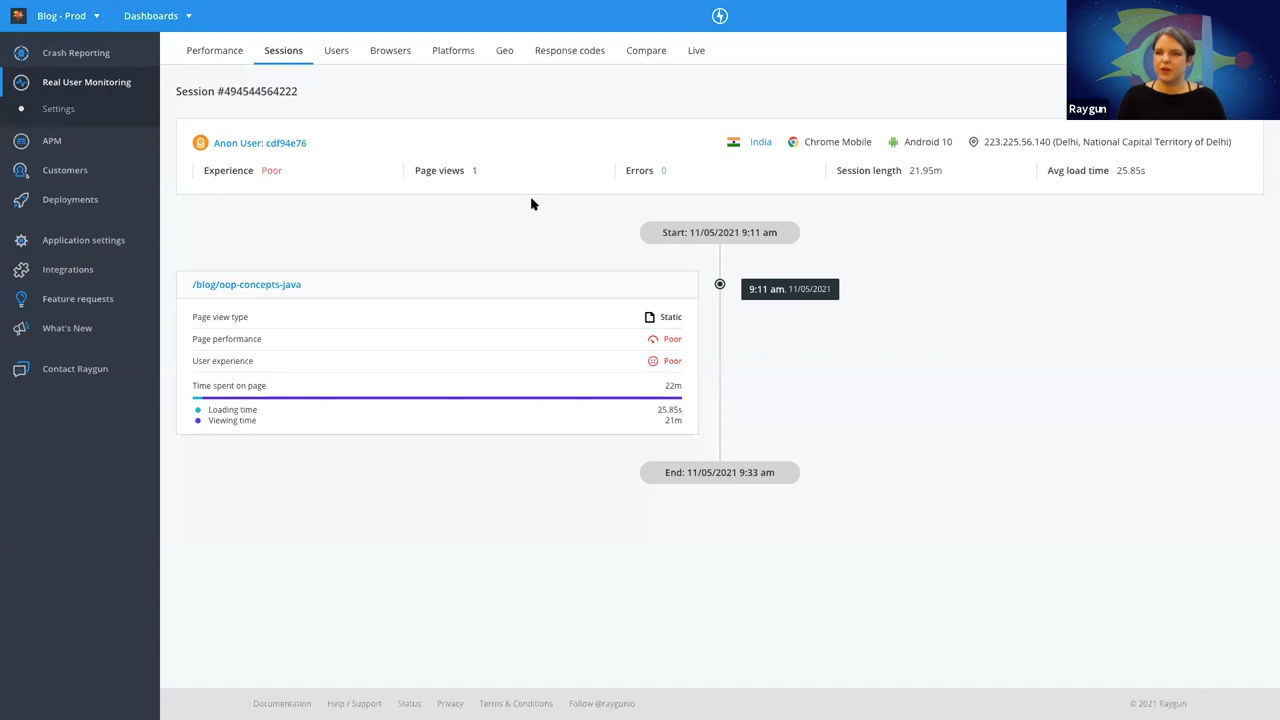 Blog - Prod
Dashboards
Raygun
Crash Reporting
Real User Monitoring
Settings
APM
Customers
Deployments
Application settings
Integrations
Feature requests
What's New
Contact Raygun
Performance Sessions Users Browsers Platforms Geo Response codes Compare Live
Session #494544564222
Anon User: cdf94e76
India Chrome Mobile Android 10 223.225.56.140 (Delhi, National Capital Territory of Delhi)
Experience Poor Page views 1 Errors 0 Session length 21.95m Avg load time 25.85s
Start: 11/05/2021 9:11 am
/blog/oop-concepts-java
9:11 am, 11/05/2021
Page view type Static
Page performance Poor
User experience Poor
Time spent on page 22m
Loading time 25.85s
Viewing time 21m
End: 11/05/2021 9:33 am
Documentation Help / Support Status Privacy Terms & Conditions Follow @raygunio © 2021 Raygun